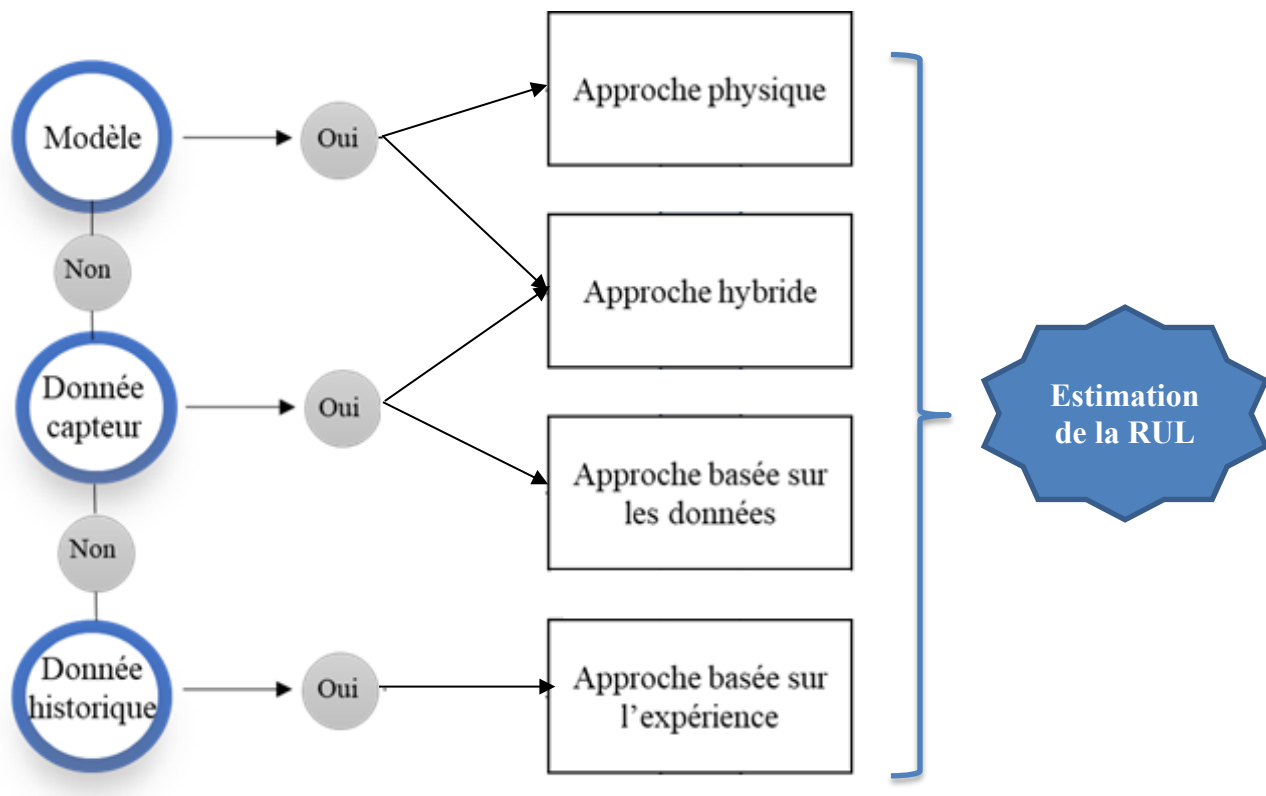 Modèle
Oui
Approche physique
Non
Approche hybride
Donnée
capteur
Oui
Estimation
de la RUL
Approche basée sur
les données
Non
Donnée
historique
Oui
Approche basée sur
l'expérience